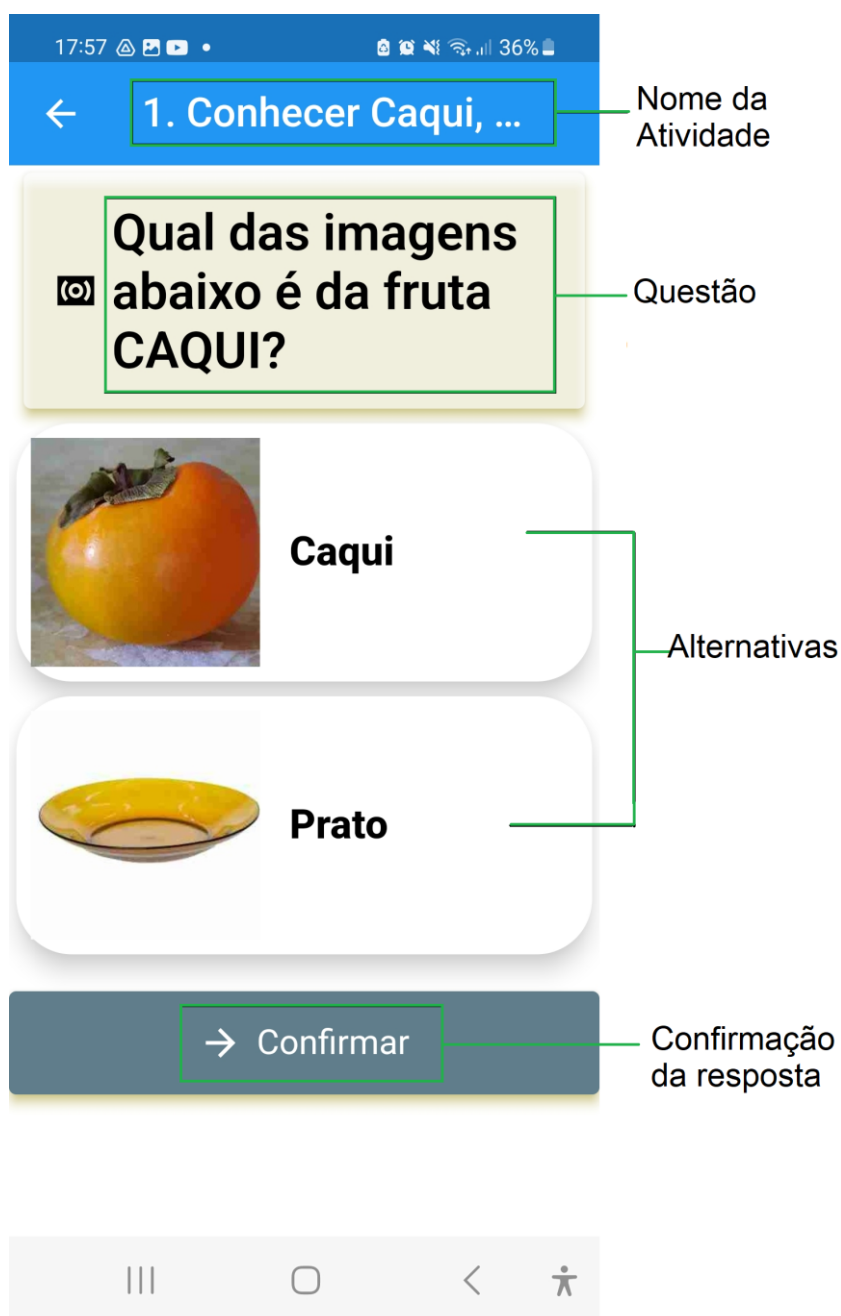 17:57 36%
1. Conhecer Caqui, ...
Nome da
Atividade
Qual das imagens
abaixo é da fruta
CAQUI?
Questão
Caqui
Alternativas
Prato
→ Confirmar
Confirmação
da resposta